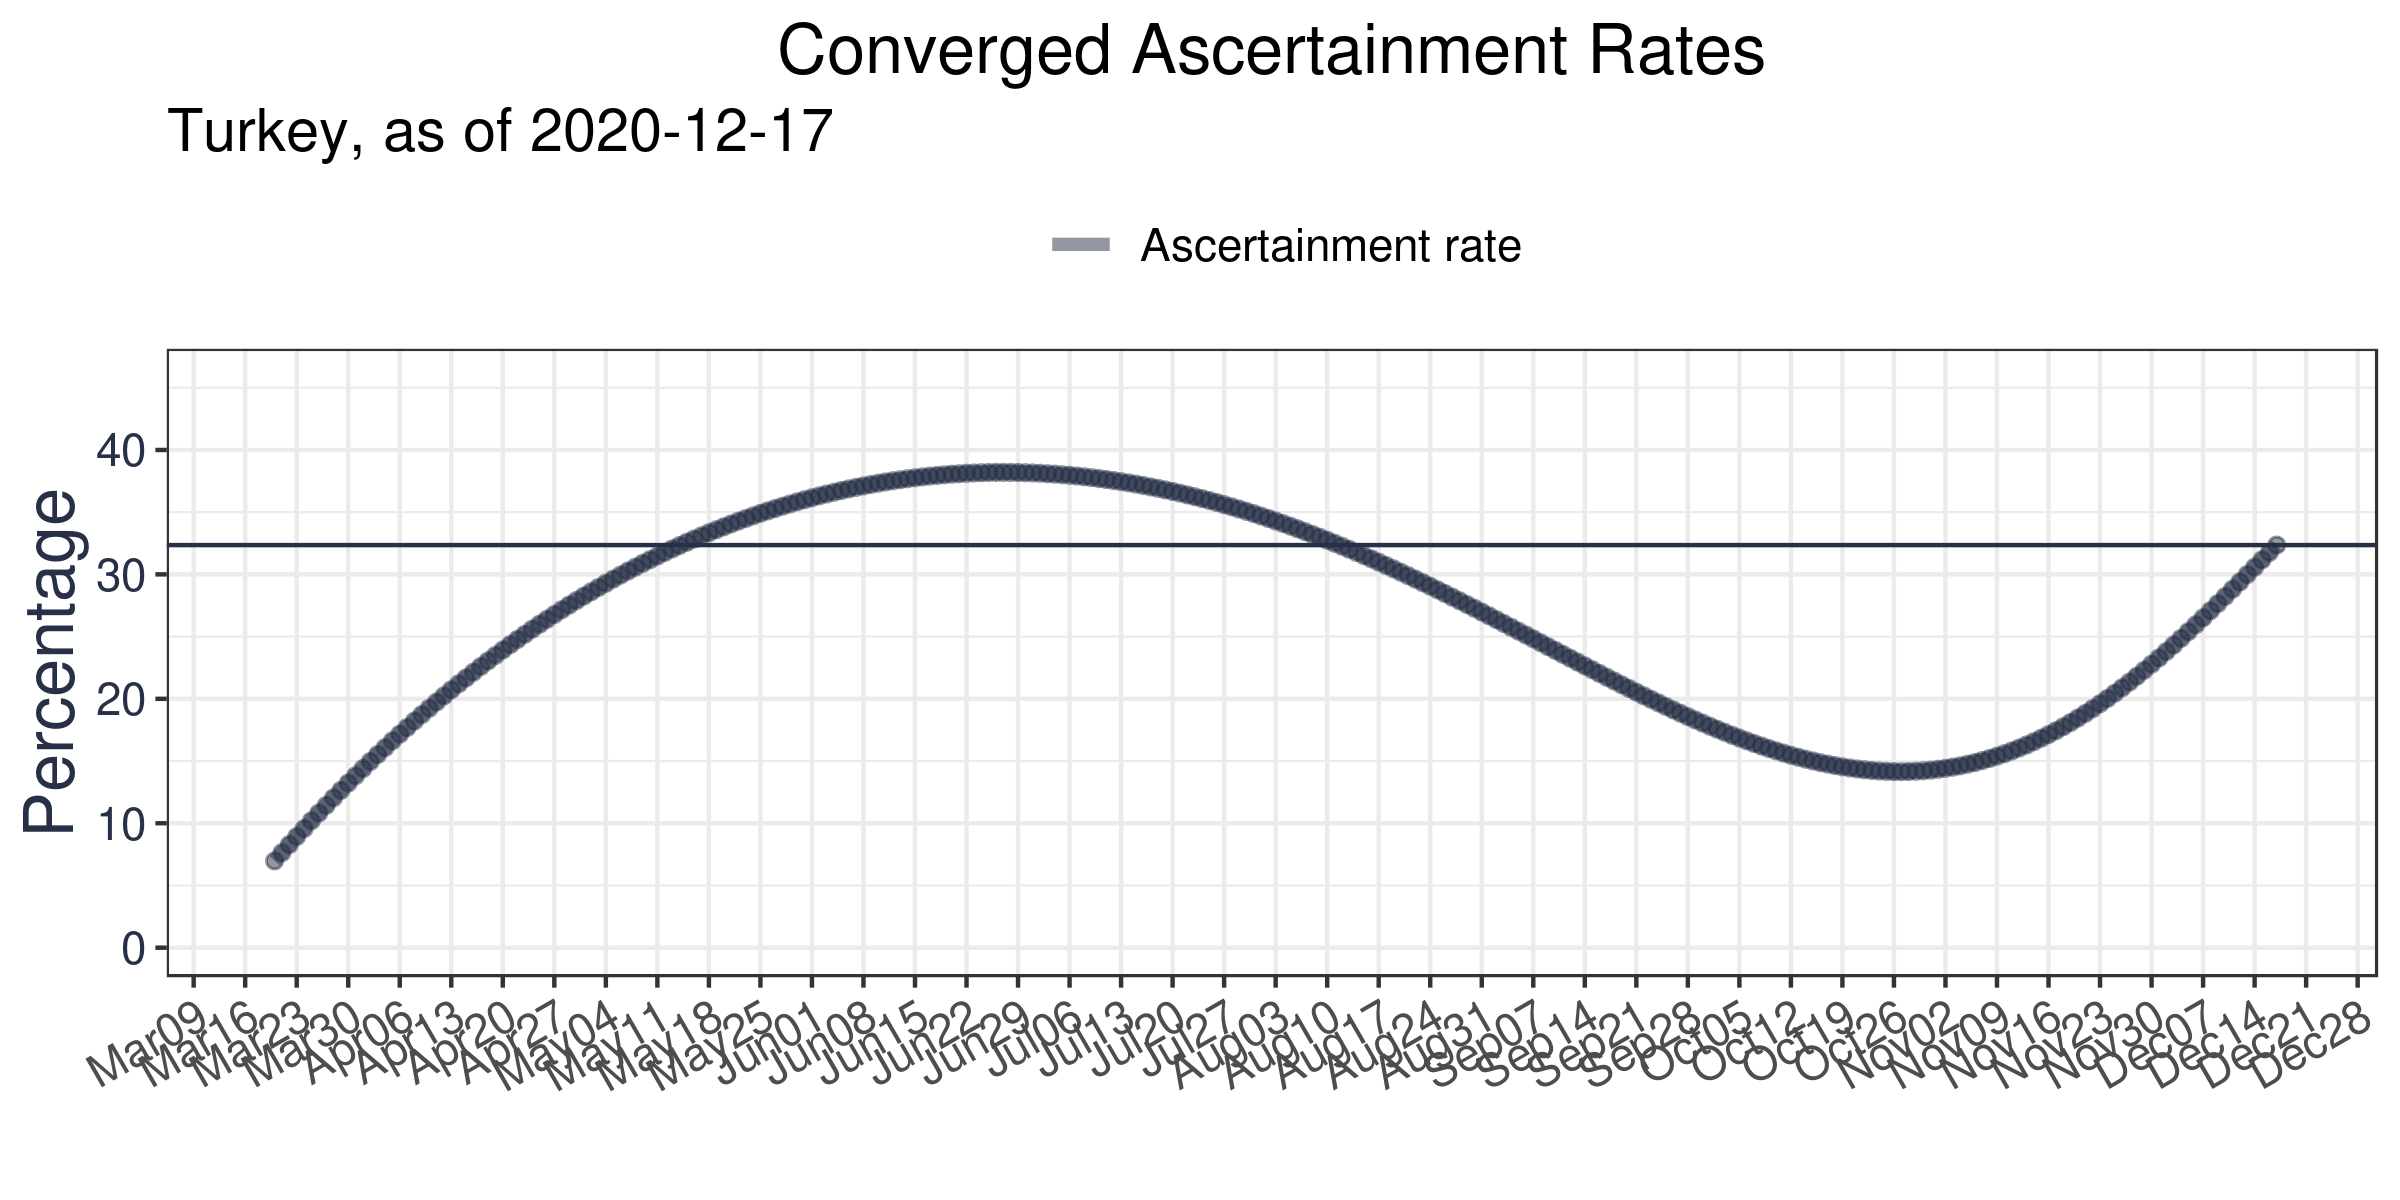 Converged Ascertainment Rates
Turkey, as of 2020-12-17
Ascertainment rate
Percentage
40
30
20
10
0
Mar09 Mar16 Mar23 Mar30 Apr06 Apr13 Apr20 Apr27 May04 May11 May18 May25 Jun01 Jun08 Jun15 Jun22 Jun29 Jul06 Jul13 Jul20 Jul27 Aug03 Aug10 Aug17 Aug24 Aug31 Sep07 Sep14 Sep21 Sep28 Oct05 Oct12 Oct19 Oct26 Nov02 Nov09 Nov16 Nov23 Nov30 Dec07 Dec14 Dec21 Dec28